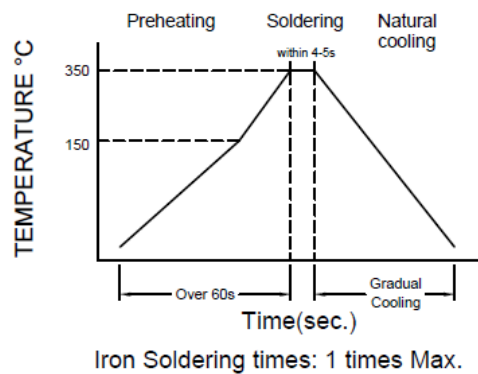 Preheating
Soldering
Natural
cooling
within 4-5s
TEMPERATURE °C
350
150
Over 60s
Gradual
Cooling
Time(sec.)
Iron Soldering times: 1 times Max.